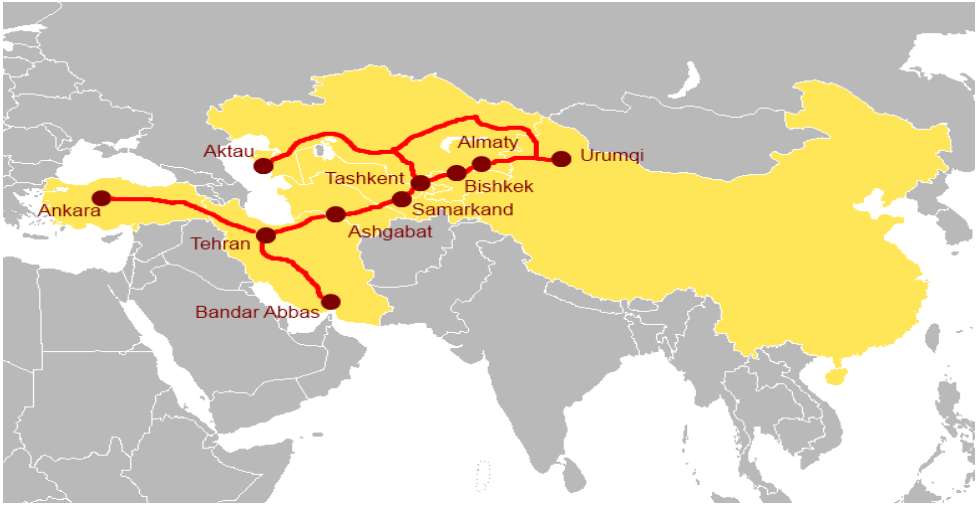 Almaty
Aktau
Urumqi
Tashkent
Bishkek
Ankara
Samarkand
Ashgabat
Tehran
Bandar Abbas